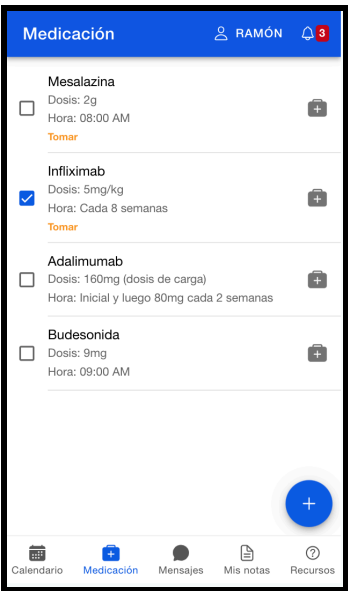 Medicación
RAMÓN
3
Mesalazina
Dosis: 2g
Hora: 08:00 AM
Tomar
Infliximab
Dosis: 5mg/kg
Hora: Cada 8 semanas
Tomar
Adalimumab
Dosis: 160mg (dosis de carga)
Hora: Inicial y luego 80mg cada 2 semanas
Budesonida
Dosis: 9mg
Hora: 09:00 AM
Calendario
Medicación
Mensajes
Mis notas
Recursos